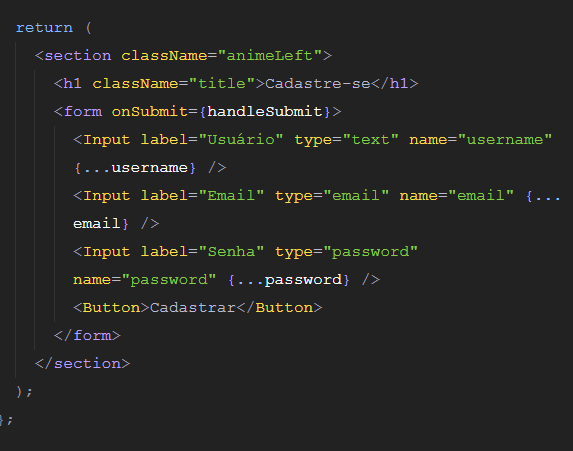 return (
<section className="animeLeft">
<h1 className="title">Cadastre-se</h1>
<form onSubmit={handleSubmit}>
<Input label="Usuário" type="text" name="username"
{...username} />
<Input label="Email" type="email" name="email" {...
email} />
<Input label="Senha" type="password"
name="password" {...password} />
<Button>Cadastrar</Button>
</form>
</section>
);
};